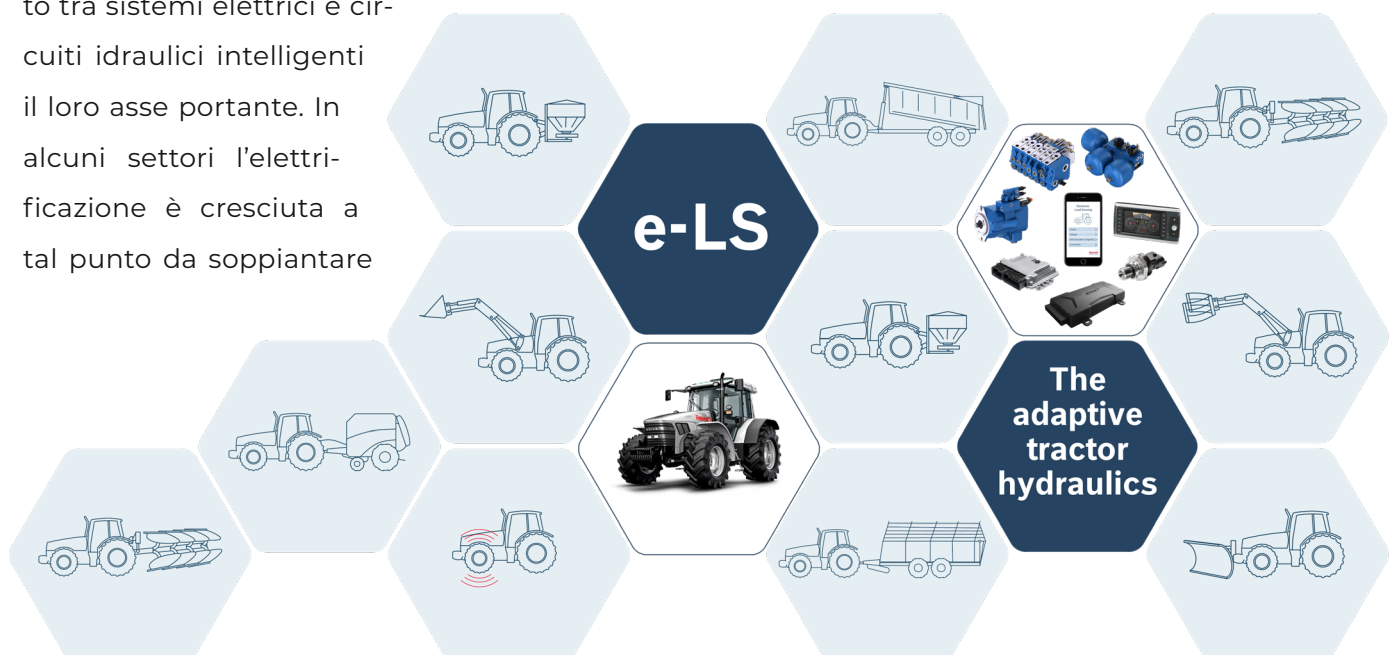 to tra sistemi elettrici e cir-
cuiti idraulici intelligenti
il loro asse portante. In
alcuni settori l’elettri-
ficazione è cresciuta a
tal punto da soppiantare
e-LS
The
adaptive
tractor
hydraulics